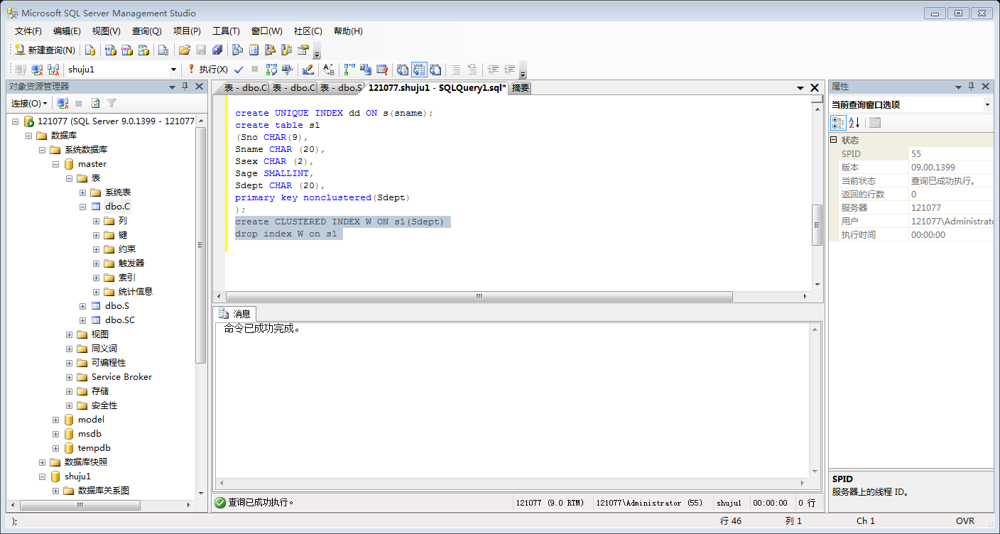 Microsoft SQL Server Management Studio
文件(F) 编辑(E) 视图(V) 查询(Q) 项目(P) 工具(T) 窗口(W) 社区(C) 帮助(H)
新建查询(N)
shuju1 执行(X)
对象资源管理器
连接(O)
121077 (SQL Server 9.0.1399 - 121077
数据库
系统数据库
master
表
系统表
dbo.C
列
键
约束
触发器
索引
统计信息
dbo.S
dbo.SC
视图
同义词
可编程性
Service Broker
存储
安全性
model
msdb
tempdb
数据库快照
shuju1
数据库关系图
表 - dbo.C 表 - dbo.C 表 - dbo.S 121077.shuju1 - SQLQuery1.sql* 摘要
create UNIQUE INDEX dd ON s(sname);
create table s1
(Sno CHAR(9),
Sname CHAR (20),
Ssex CHAR (2),
Sage SMALLINT,
Sdept CHAR (20),
primary key nonclustered(Sdept)
);
create CLUSTERED INDEX W ON s1(Sdept)
drop index W on s1
消息
命令已成功完成。
查询已成功执行。 121077 (9.0 RTM) 121077\Administrator (55) shuju1 00:00:00 0 行
属性
当前查询窗口选项
状态
SPID 55
版本 09.00.1399
当前状态 查询已成功执行。
返回的行数 0
服务器 121077
用户 121077\Administrato
执行时间 00:00:00
SPID
服务器上的线程 ID。
); 行 46 列 1 Ch 1 OVR